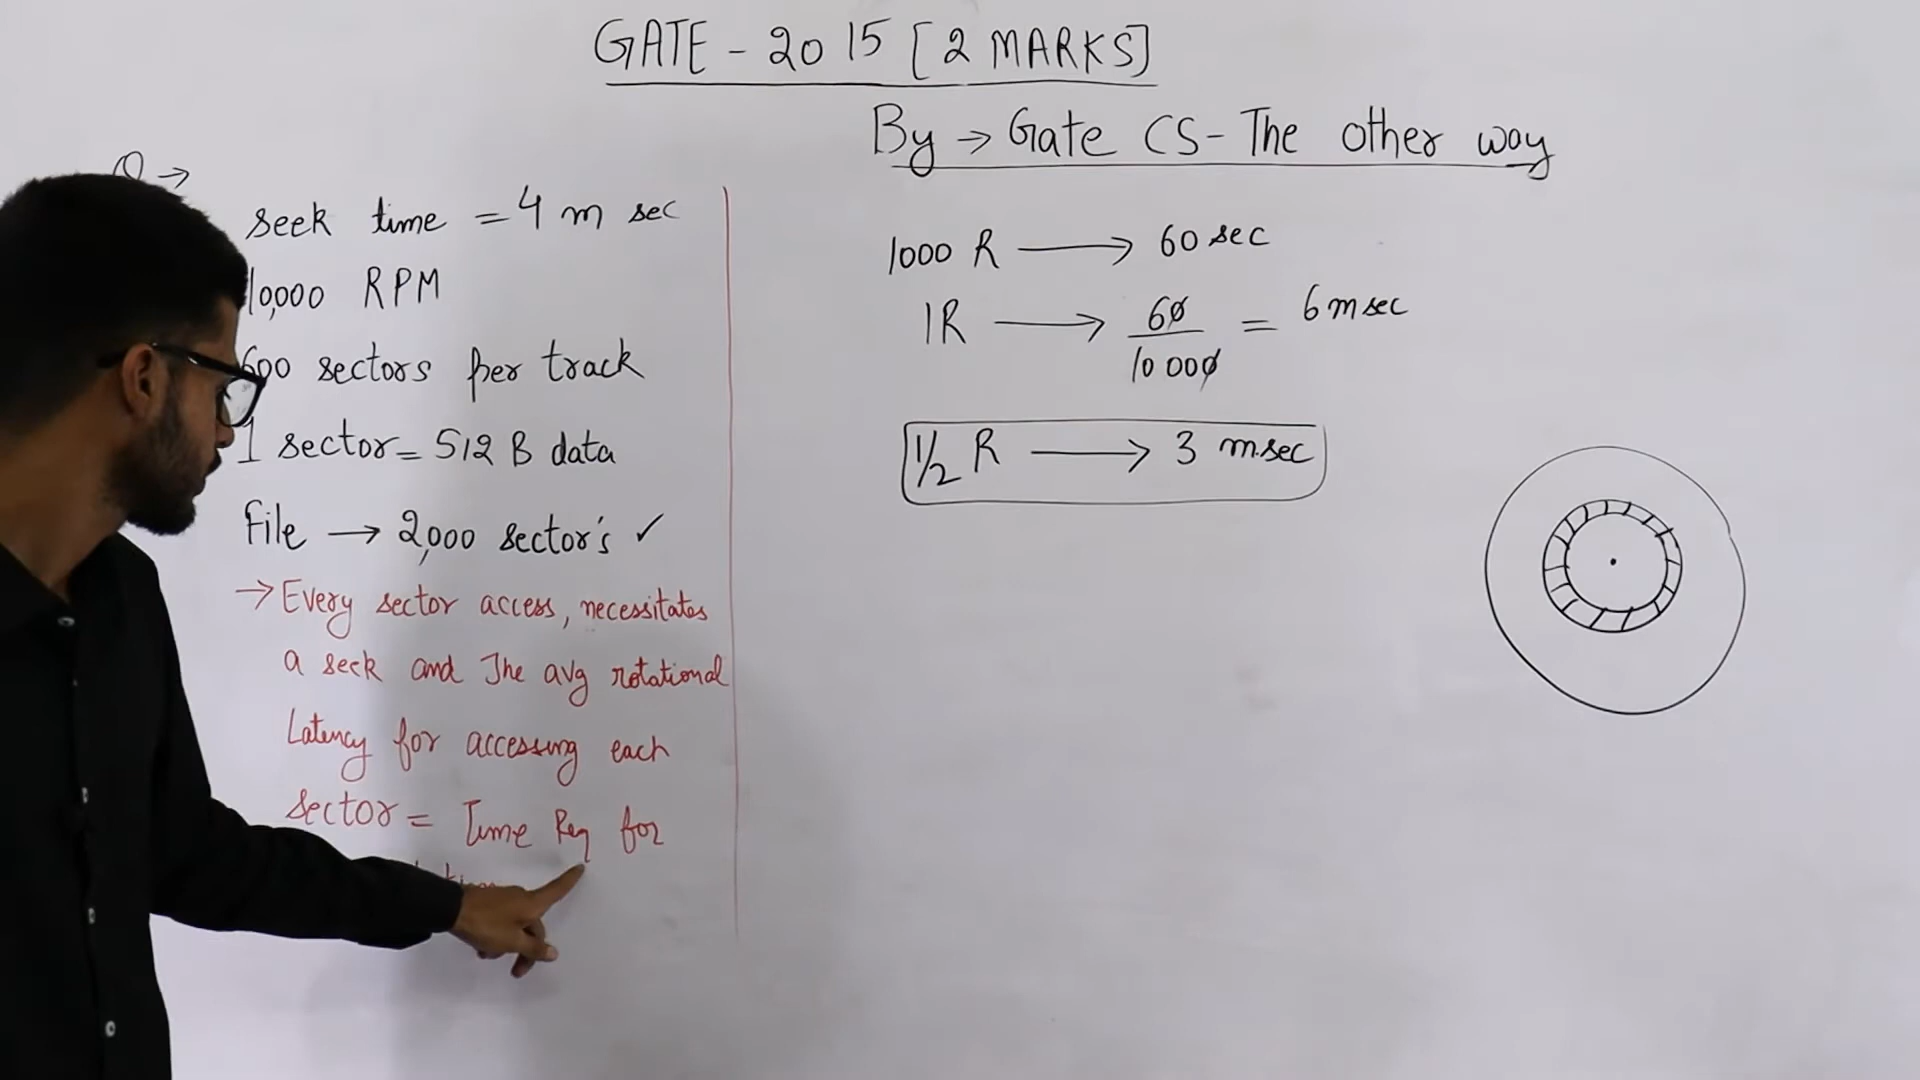 GATE - 2015 [2 MARKS]
By → Gate CS - The other way
Q →
seek time = 4 m sec
10,000 RPM
600 sectors per track
1 sector = 512 B data
File → 2,000 sector's ✓
→ Every sector access, necessitates
a seek and The avg rotational
Latency for accessing each
sector = Time Req for
1000 R → 60 sec
1R → 60/10000 = 6 m sec
1/2 R → 3 m.sec